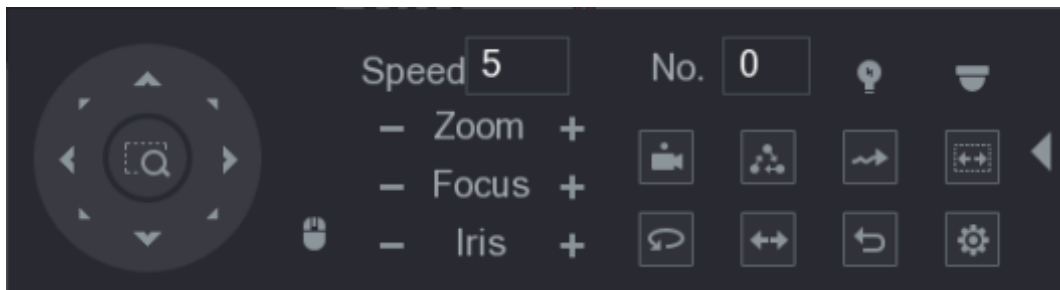 Speed 5 No. 0
– Zoom +
– Focus +
– Iris +